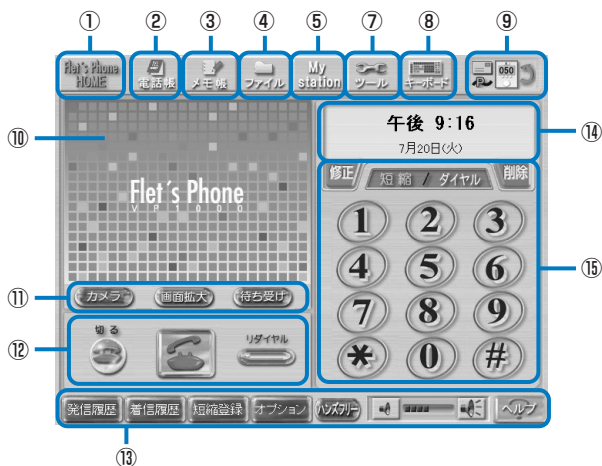 ① ② ③ ④ ⑤ ⑦ ⑧ ⑨
Flet's Phone
HOME
電話帳
メモ帳
ファイル
My
station
ツール
キーボード
050
⑩
Flet's Phone
VP1000
午後 9:16
7月20日(火)
⑭
修正
短縮 / ダイヤル
削除
1 2 3
4 5 6
7 8 9
* 0 #
⑮
⑪
カメラ 画面拡大 待ち受け
⑫
切る
リダイヤル
発信履歴 着信履歴 短縮登録 オプション ハンズフリー ヘルプ
⑬